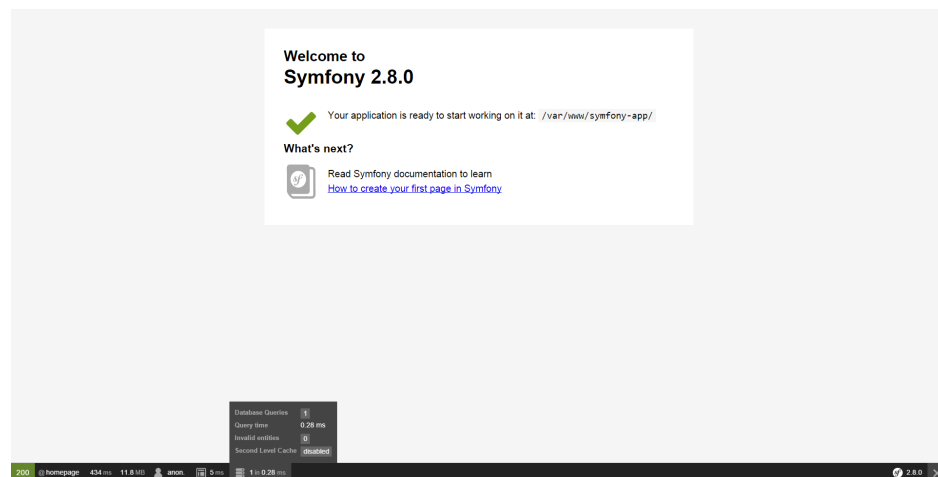 Welcome to
Symfony 2.8.0
Your application is ready to start working on it at: /var/www/symfony-app/
What's next?
sf
Read Symfony documentation to learn
How to create your first page in Symfony
Database Queries 1
Query time 0.28 ms
Invalid entities 0
Second Level Cache disabled
200 @ homepage 434 ms 11.8 MB anon. 5 ms 1 in 0.28 ms sf 2.8.0